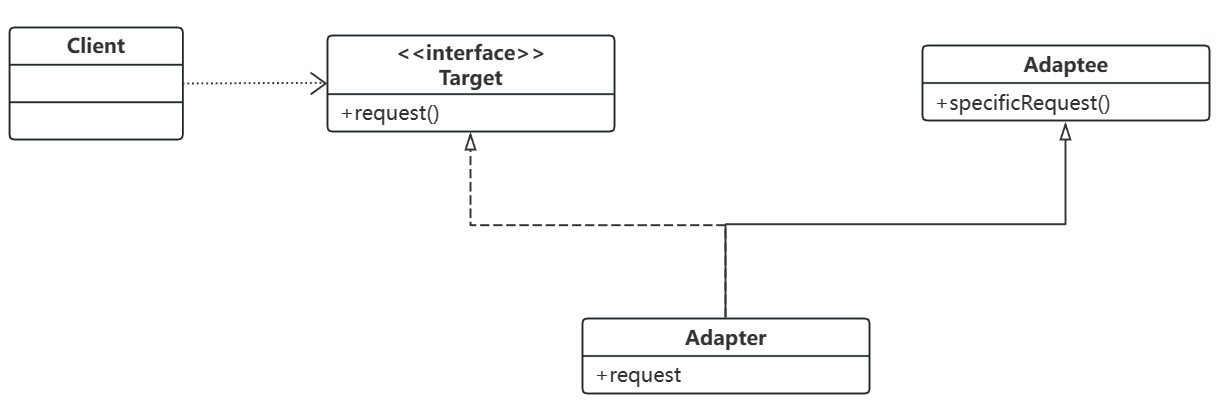 Client
<<interface>>
Target
+request()
Adaptee
+specificRequest()
Adapter
+request